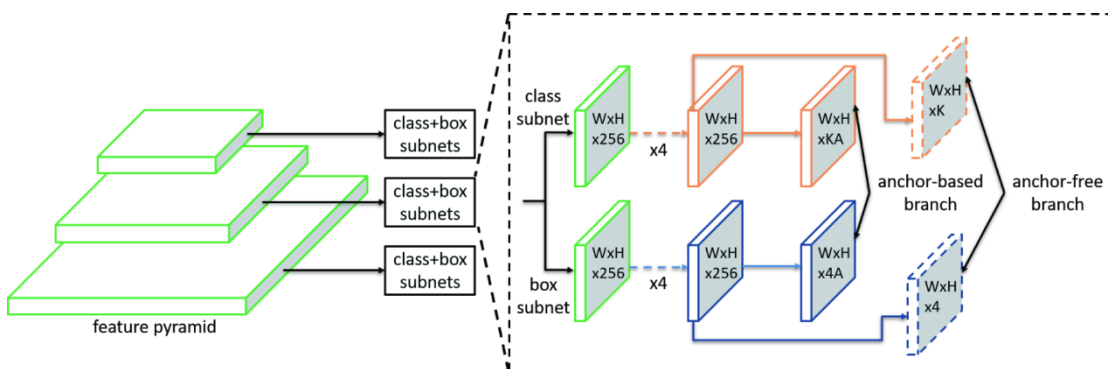 class+box
subnets
class+box
subnets
class+box
subnets
feature pyramid
class
subnet
WxH
x256
x4
WxH
x256
WxH
xKA
WxH
xK
anchor-based
branch
anchor-free
branch
box
subnet
WxH
x256
x4
WxH
x256
WxH
x4A
WxH
x4